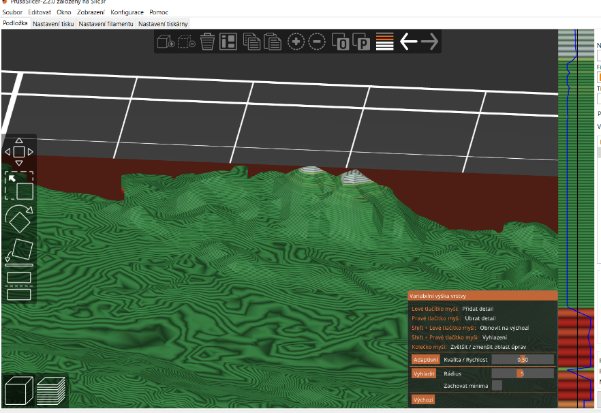 PrusaSlicer-2.2.0 založený na Slic3r
Soubor Editovat Okno Zobrazení Konfigurace Pomoc
Podložka Nastavení tisku Nastavení filamentu Nastavení tiskárny
Variabilní výška vrstvy
Levé tlačítko myši: Přidat detail
Pravé tlačítko myši: Ubrat detail
Shift + Levé tlačítko myši: Obnovit na výchozí
Shift + Pravé tlačítko myši: Vyhlazení
Kolečko myši: Zvětšit / zmenšit oblast úprav
Adaptivní Kvalita / Rychlost 0.50
Vyhladit Rádius 5
Zachovat minima
Výchozí